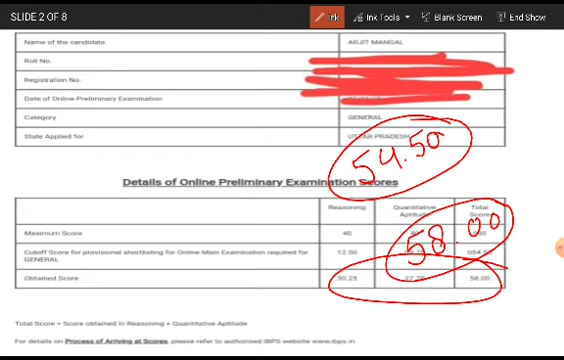 SLIDE 2 OF 8 Ink Ink Tools Blank Screen End Show
Name of the candidate ARJIT MANGAL
Roll No.
Registration No.
Date of Online Preliminary Examination
Category GENERAL
State Applied for UTTAR PRADESH
54.50
Details of Online Preliminary Examination Scores
Reasoning Quantitative Aptitude Total Score
Maximum Score 40
58.00
Cutoff Score for provisional shortlisting for Online Main Examination required for GENERAL 12.50
Obtained Score 30.25 58.00
Total Score = Score obtained in Reasoning + Quantitative Aptitude
For details on Process of Arriving at Scores, please refer to authorised IBPS website www.ibps.in